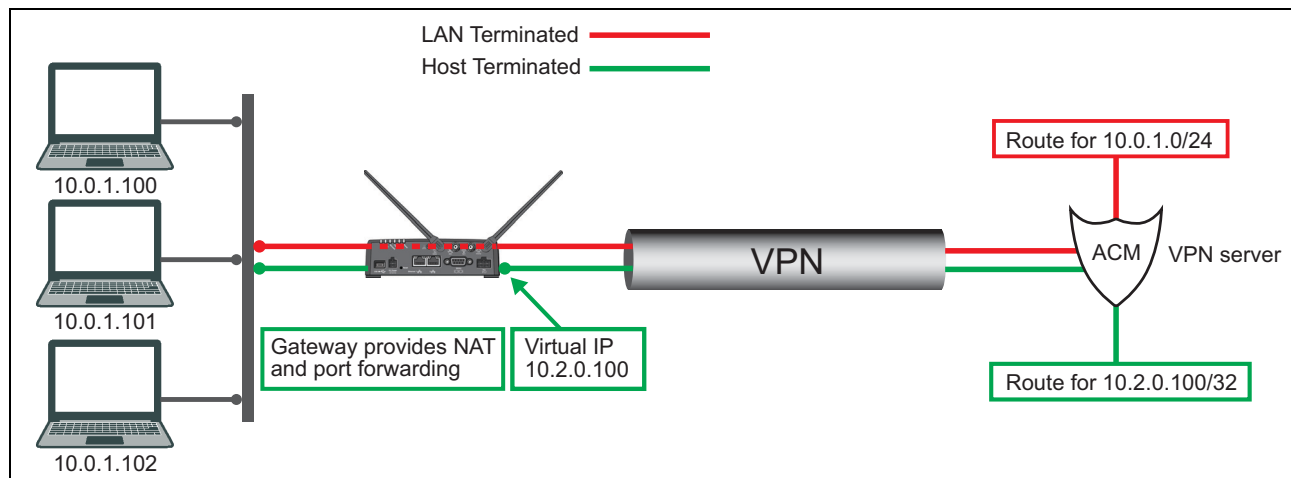 LAN Terminated
Host Terminated
10.0.1.100
10.0.1.101
10.0.1.102
Gateway provides NAT
and port forwarding
Virtual IP
10.2.0.100
VPN
Route for 10.0.1.0/24
ACM
VPN server
Route for 10.2.0.100/32